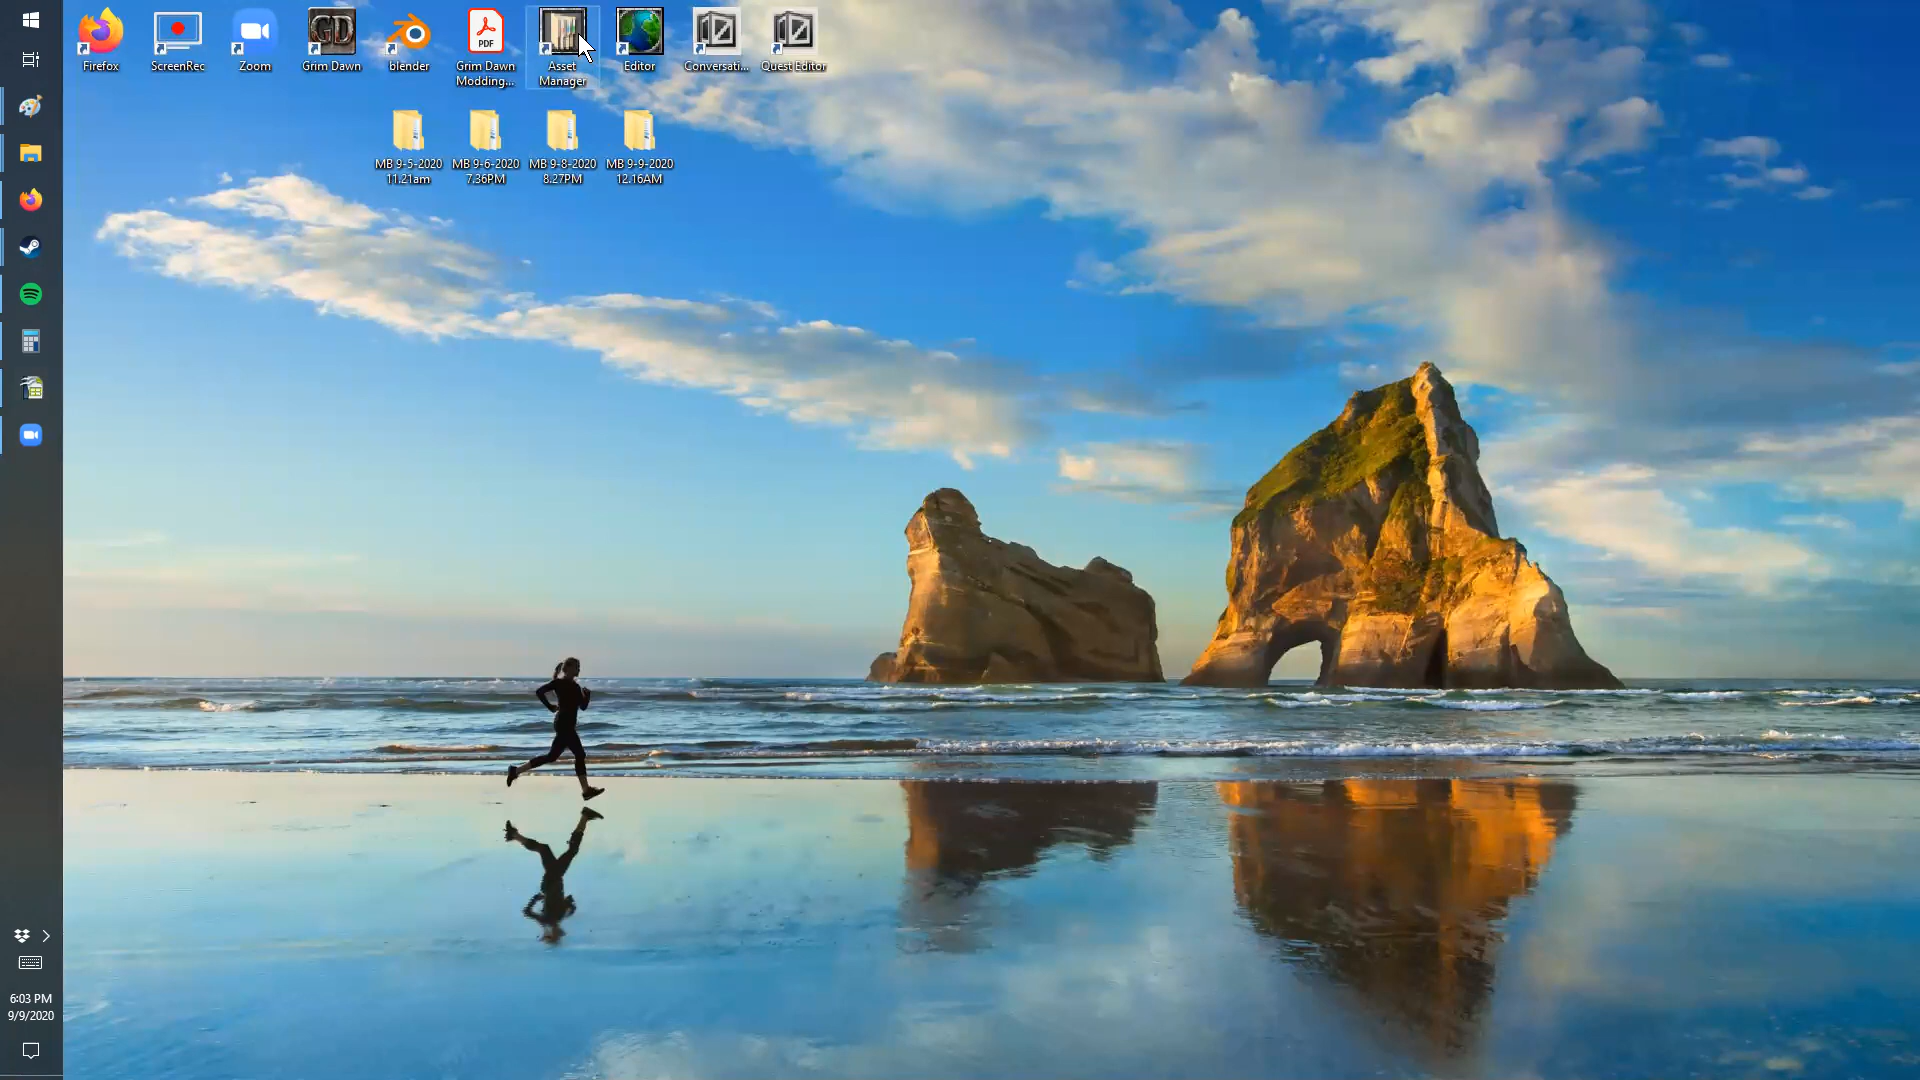 Firefox
ScreenRec
Zoom
GD
Grim Dawn
blender
PDF
Grim Dawn
Modding...
Asset
Manager
Editor
Conversati...
Quest Editor
MB 9-5-2020
11.21am
MB 9-6-2020
7.36PM
MB 9-8-2020
8.27PM
MB 9-9-2020
12.16AM
6:03 PM
9/9/2020